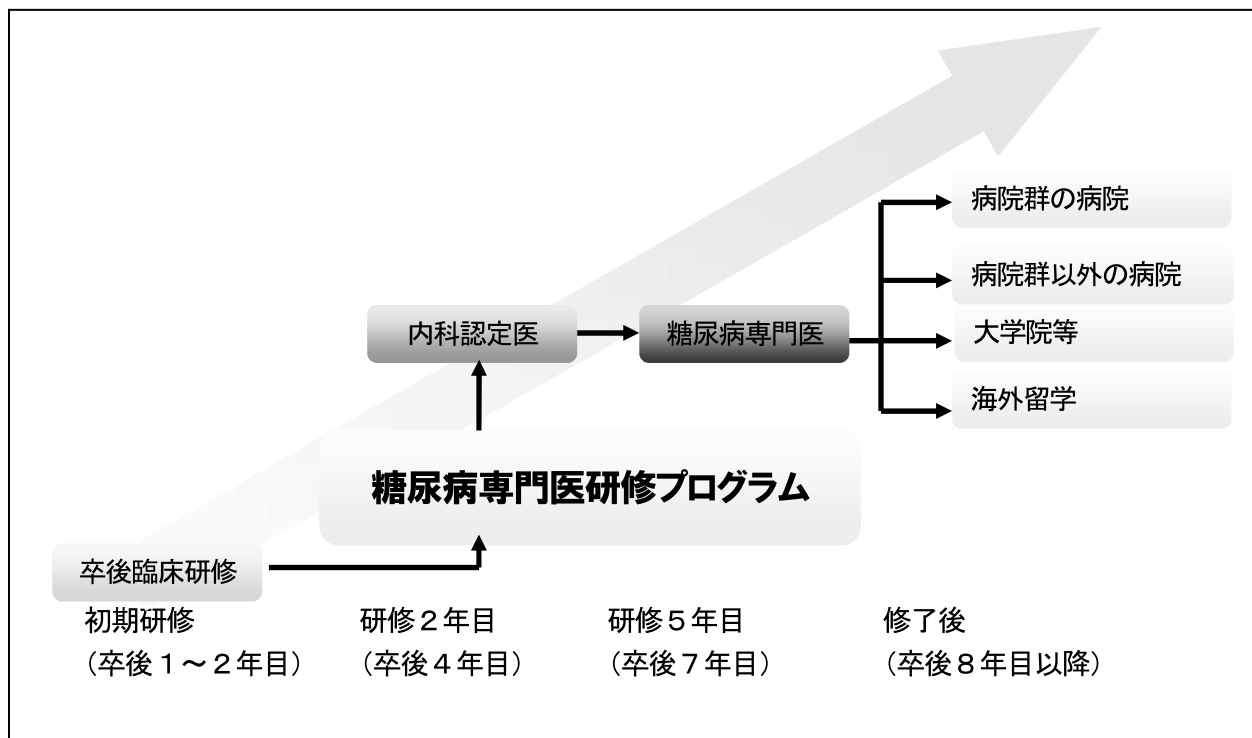 病院群の病院
病院群以外の病院
内科認定医
糖尿病専門医
大学院等
海外留学
糖尿病専門医研修プログラム
卒後臨床研修
初期研修
（卒後１～２年目）
研修２年目
（卒後４年目）
研修５年目
（卒後７年目）
修了後
（卒後８年目以降）